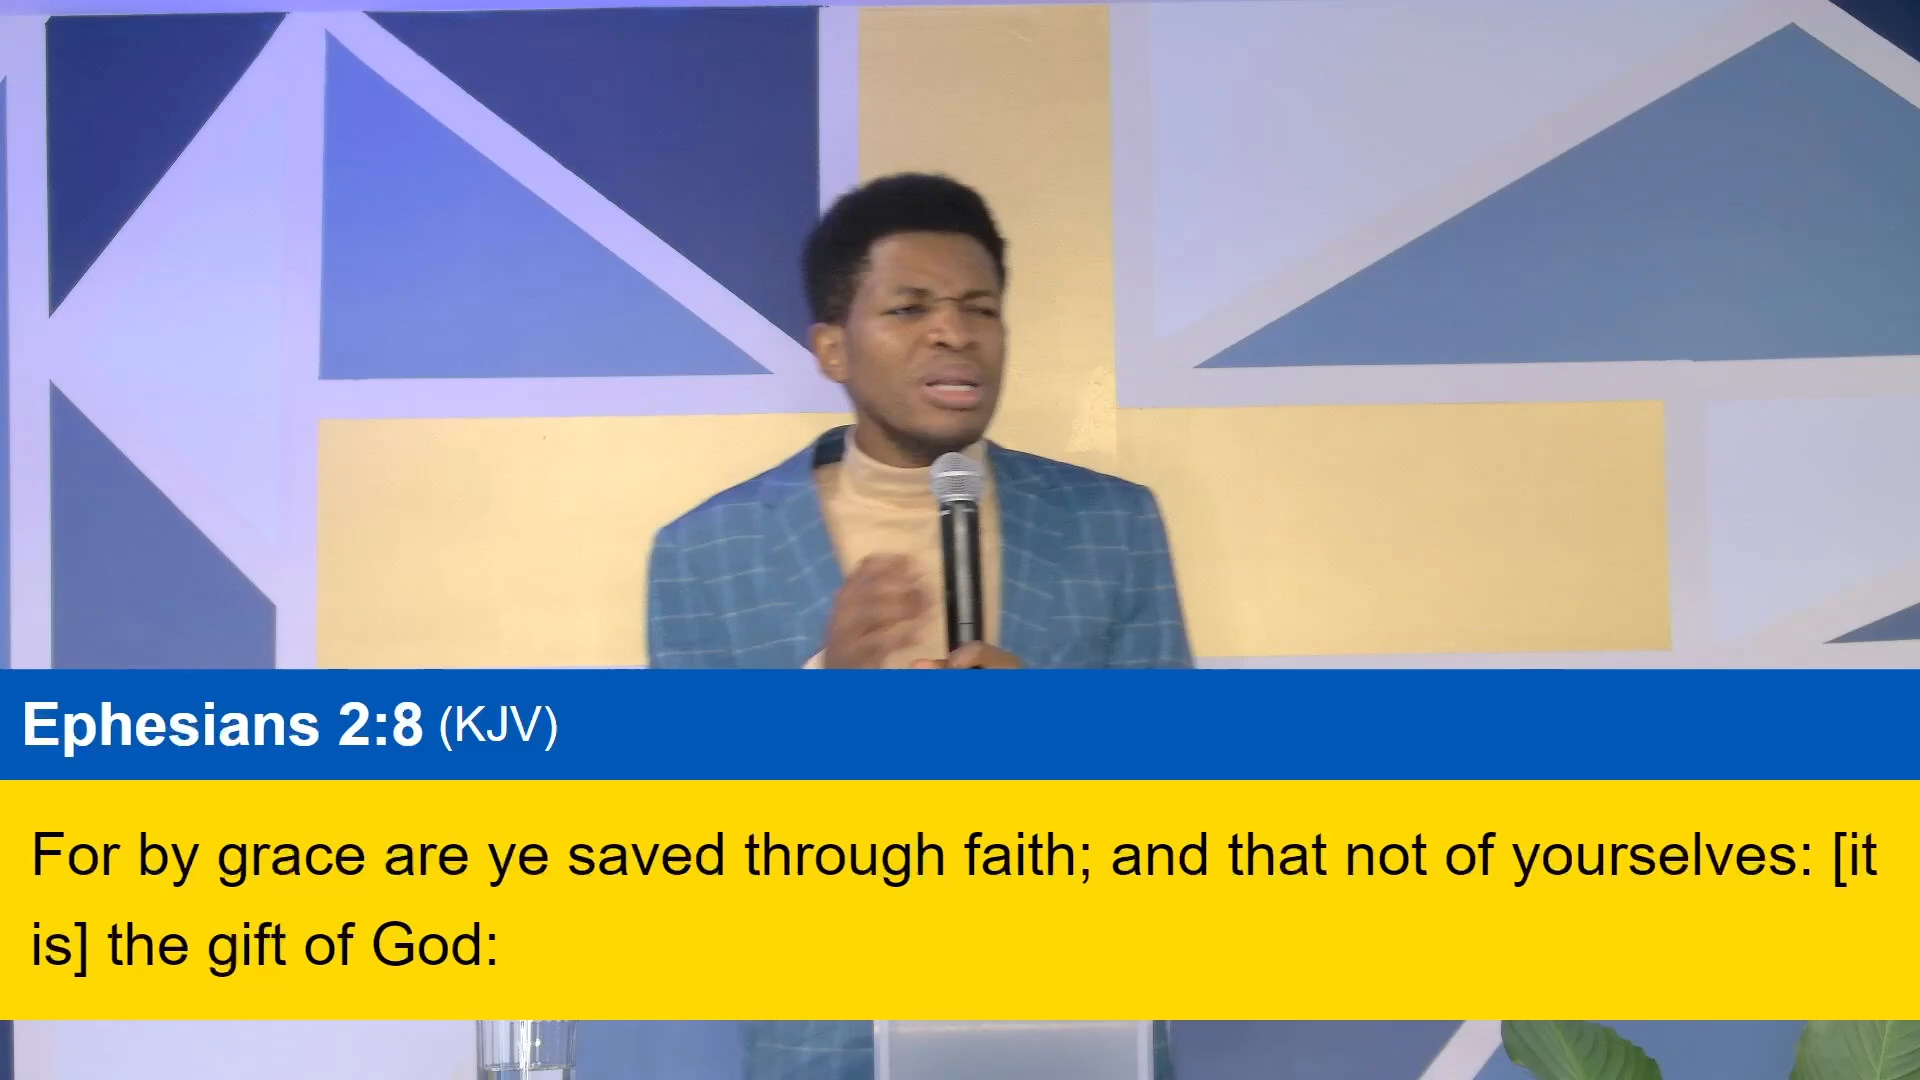 Ephesians 2:8 (KJV)
For by grace are ye saved through faith; and that not of yourselves: [it
is] the gift of God: